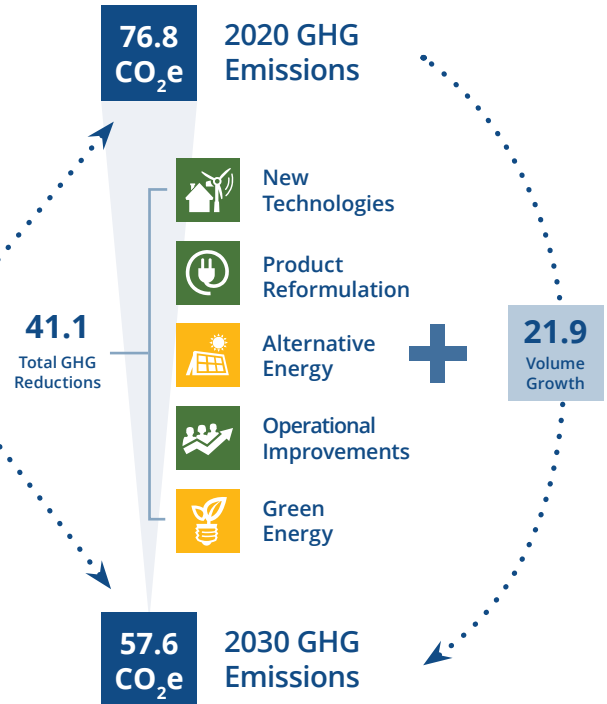 76.8
CO₂e
2020 GHG
Emissions
New
Technologies
Product
Reformulation
41.1
Total GHG
Reductions
Alternative
Energy
21.9
Volume
Growth
Operational
Improvements
Green
Energy
57.6
CO₂e
2030 GHG
Emissions